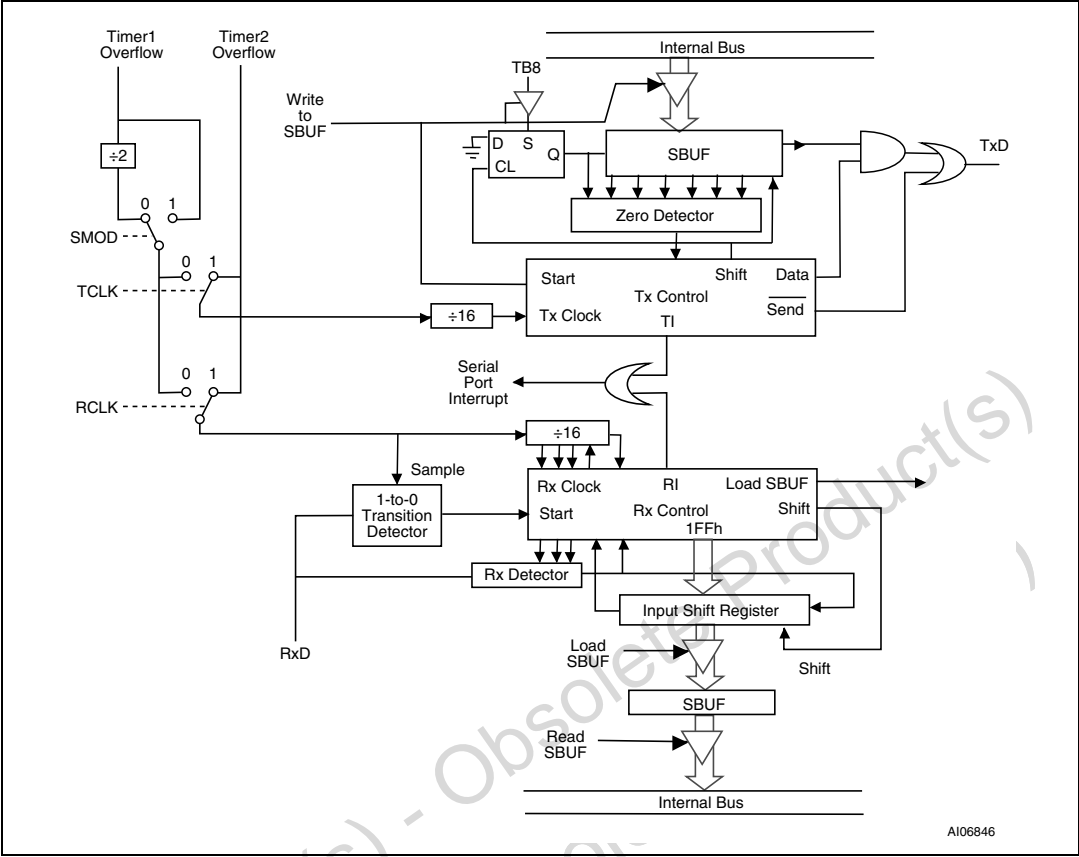 Timer1
Overflow
Timer2
Overflow
Internal Bus
TB8
Write
to
SBUF
÷2
D S
Q
CL
SBUF
TxD
Zero Detector
0 1
SMOD
0 1
TCLK
Start
Shift
Data
Tx Control
Send
÷16
Tx Clock
TI
Serial
Port
Interrupt
0 1
RCLK
÷16
Sample
Rx Clock
RI
Load SBUF
1-to-0
Transition
Detector
Start
Rx Control
Shift
1FFh
Rx Detector
Input Shift Register
RxD
Load
SBUF
Shift
SBUF
Read
SBUF
Internal Bus
AI06846
(s) - Obsolete Product(s)